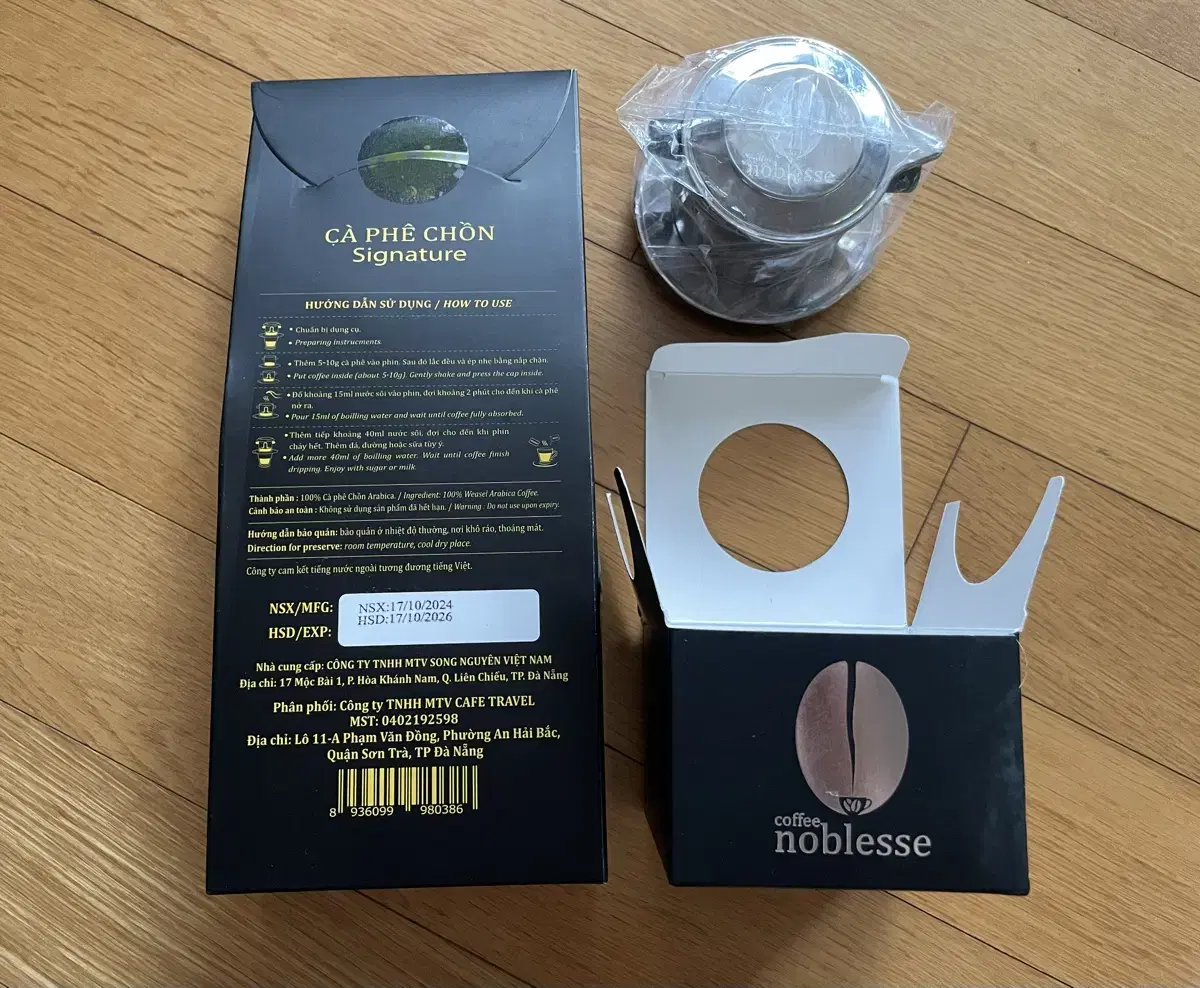 CÀ PHÊ CHỒN
Signature
HƯỚNG DẪN SỬ DỤNG / HOW TO USE
• Chuẩn bị dụng cụ.
• Preparing instrucments.
• Thêm 5-10g cà phê vào phin. Sau đó lắc đều và ép nhẹ bằng nắp chặn.
• Put coffee inside (about 5-10g). Gently shake and press the cap inside.
• Đổ khoảng 15ml nước sôi vào phin, đợi khoảng 2 phút cho đến khi cà phê
nở ra.
• Pour 15ml of boilling water and wait until coffee fully absorbed.
• Thêm tiếp khoảng 40ml nước sôi, đợi cho đến khi phin
chảy hết. Thêm đá, đường hoặc sữa tùy ý.
• Add more 40ml of boilling water. Wait until coffee finish
dripping. Enjoy with sugar or milk.
Thành phần : 100% Cà phê Chồn Arabica. / Ingredient: 100% Weasel Arabica Coffee.
Cảnh báo an toàn : Không sử dụng sản phẩm đã hết hạn. / Warning : Do not use upon expiry.
Hướng dẫn bảo quản: bảo quản ở nhiệt độ thường, nơi khô ráo, thoáng mát.
Direction for preserve: room temperature, cool dry place.
Công ty cam kết tiếng nước ngoài tương đương tiếng Việt.
NSX/MFG: NSX:17/10/2024
HSD/EXP: HSD:17/10/2026
Nhà cung cấp: CÔNG TY TNHH MTV SONG NGUYÊN VIỆT NAM
Địa chỉ: 17 Mộc Bài 1, P. Hòa Khánh Nam, Q. Liên Chiểu, TP. Đà Nẵng
Phân phối: Công ty TNHH MTV CAFE TRAVEL
MST: 0402192598
Địa chỉ: Lô 11-A Phạm Văn Đồng, Phường An Hải Bắc,
Quận Sơn Trà, TP Đà Nẵng
8 936099 980386
coffee
noblesse
coffee
noblesse